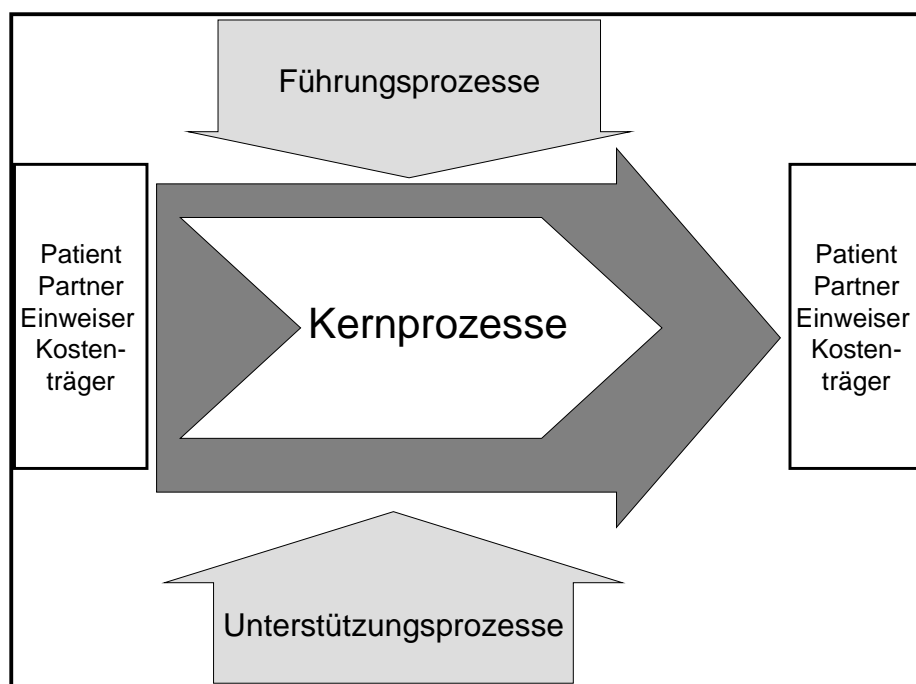 Führungsprozesse
Patient
Partner
Einweiser
Kosten-
träger
Kernprozesse
Patient
Partner
Einweiser
Kosten-
träger
Unterstützungsprozesse